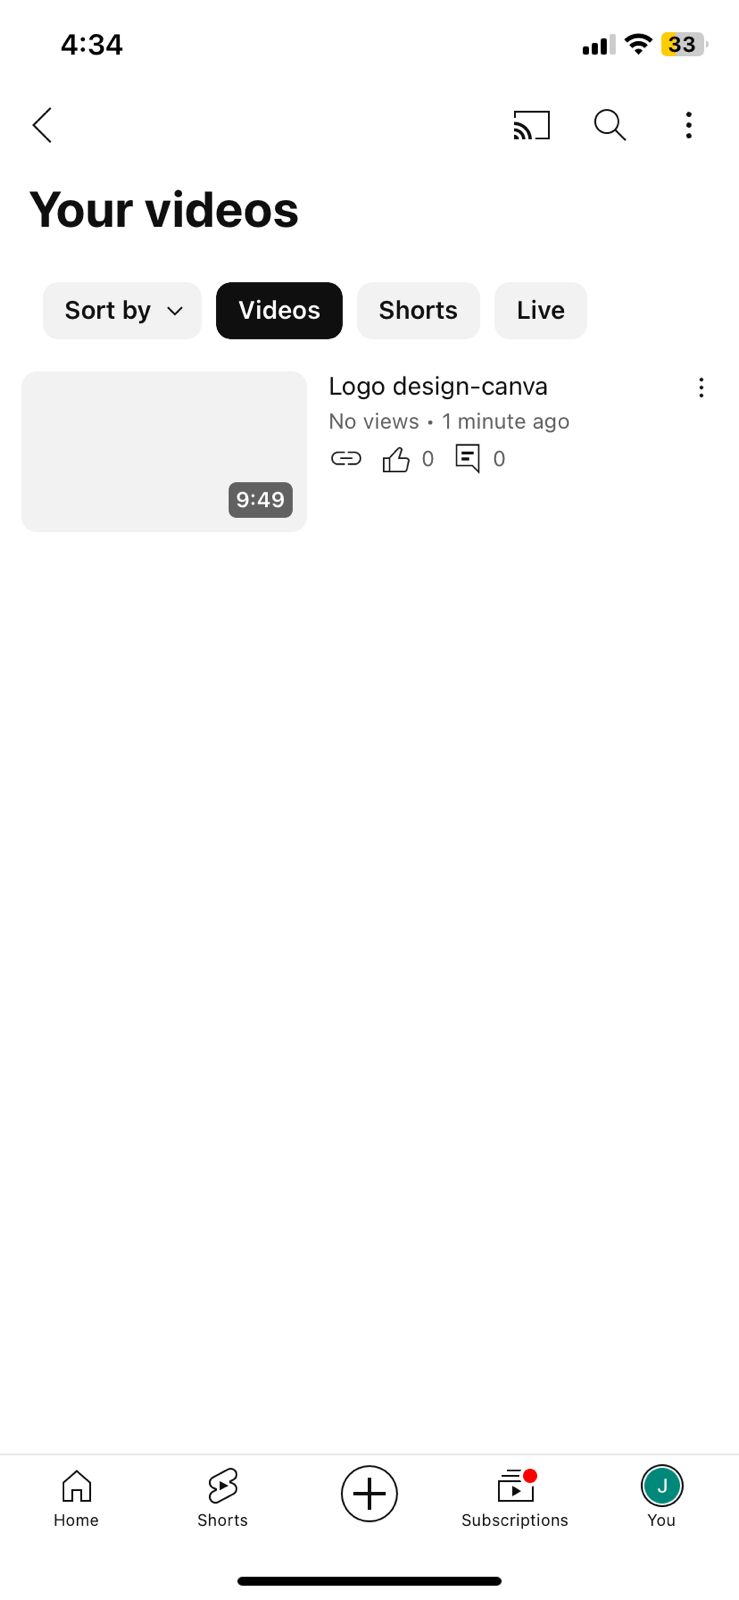 4:34
33
Your videos
Sort by
Videos
Shorts
Live
Logo design-canva
No views • 1 minute ago
0
0
9:49
Home
Shorts
Subscriptions
J
You